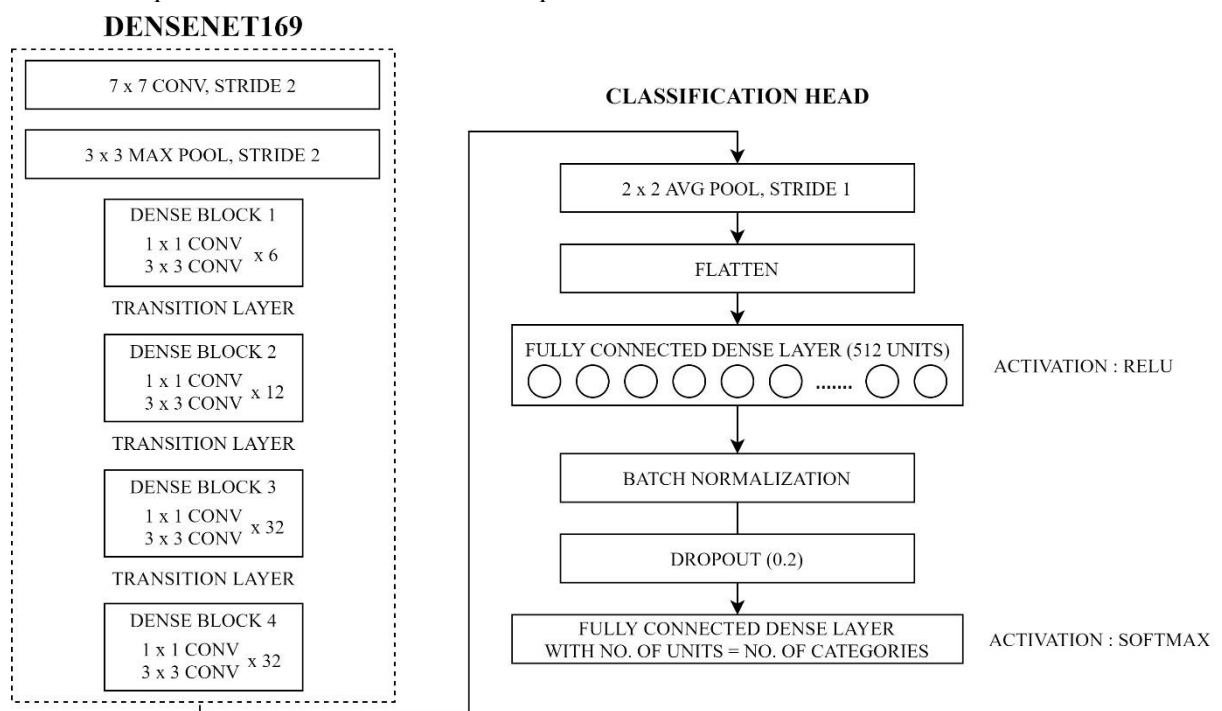 DENSENET169
7 x 7 CONV, STRIDE 2
3 x 3 MAX POOL, STRIDE 2
DENSE BLOCK 1
1 x 1 CONV
3 x 3 CONV
x 6
TRANSITION LAYER
DENSE BLOCK 2
1 x 1 CONV
3 x 3 CONV
x 12
TRANSITION LAYER
DENSE BLOCK 3
1 x 1 CONV
3 x 3 CONV
x 32
TRANSITION LAYER
DENSE BLOCK 4
1 x 1 CONV
3 x 3 CONV
x 32
CLASSIFICATION HEAD
2 x 2 AVG POOL, STRIDE 1
FLATTEN
FULLY CONNECTED DENSE LAYER (512 UNITS)
.......
ACTIVATION : RELU
BATCH NORMALIZATION
DROPOUT (0.2)
FULLY CONNECTED DENSE LAYER
WITH NO. OF UNITS = NO. OF CATEGORIES
ACTIVATION : SOFTMAX